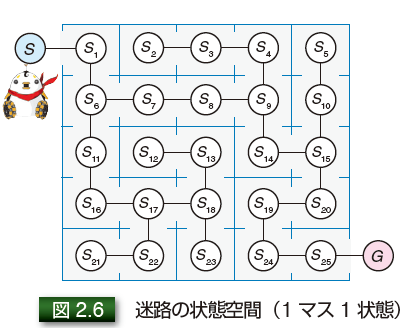 S S₁ S₂ S₃ S₄ S₅
S₆ S₇ S₈ S₉ S₁₀
S₁₁ S₁₂ S₁₃ S₁₄ S₁₅
S₁₆ S₁₇ S₁₈ S₁₉ S₂₀
S₂₁ S₂₂ S₂₃ S₂₄ S₂₅ G
図 2.6 迷路の状態空間（1 マス 1 状態）